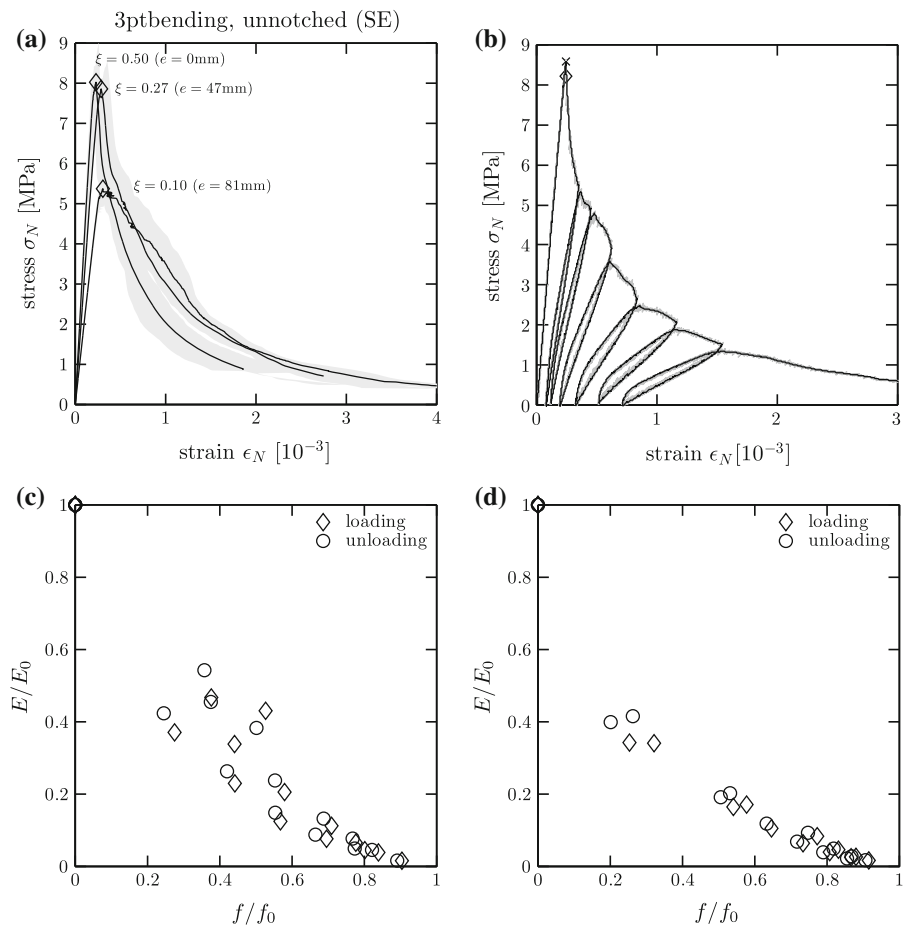 3ptbending, unnotched (SE)
(a)
9
8
7
6
5
4
3
2
1
0
0
1
2
3
4
stress σ_N [MPa]
strain ϵ_N [10⁻³]
ξ = 0.50 (e = 0mm)
ξ = 0.27 (e = 47mm)
ξ = 0.10 (e = 81mm)
(b)
9
8
7
6
5
4
3
2
1
0
0
1
2
3
stress σ_N [MPa]
strain ϵ_N[10⁻³]
(c)
1
0.8
0.6
0.4
0.2
0
0.2
0.4
0.6
0.8
1
E/E₀
f/f₀
loading
unloading
(d)
1
0.8
0.6
0.4
0.2
0
0
0.2
0.4
0.6
0.8
1
E/E₀
f/f₀
loading
unloading